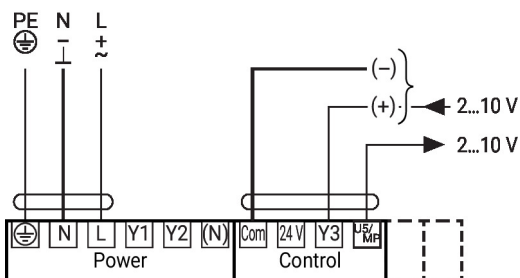 PE N L
– +
⊥ ~
(–)
(+) 2...10 V
2...10 V
N L Y1 Y2 (N) Com 24 V Y3 U5/MP
Power Control